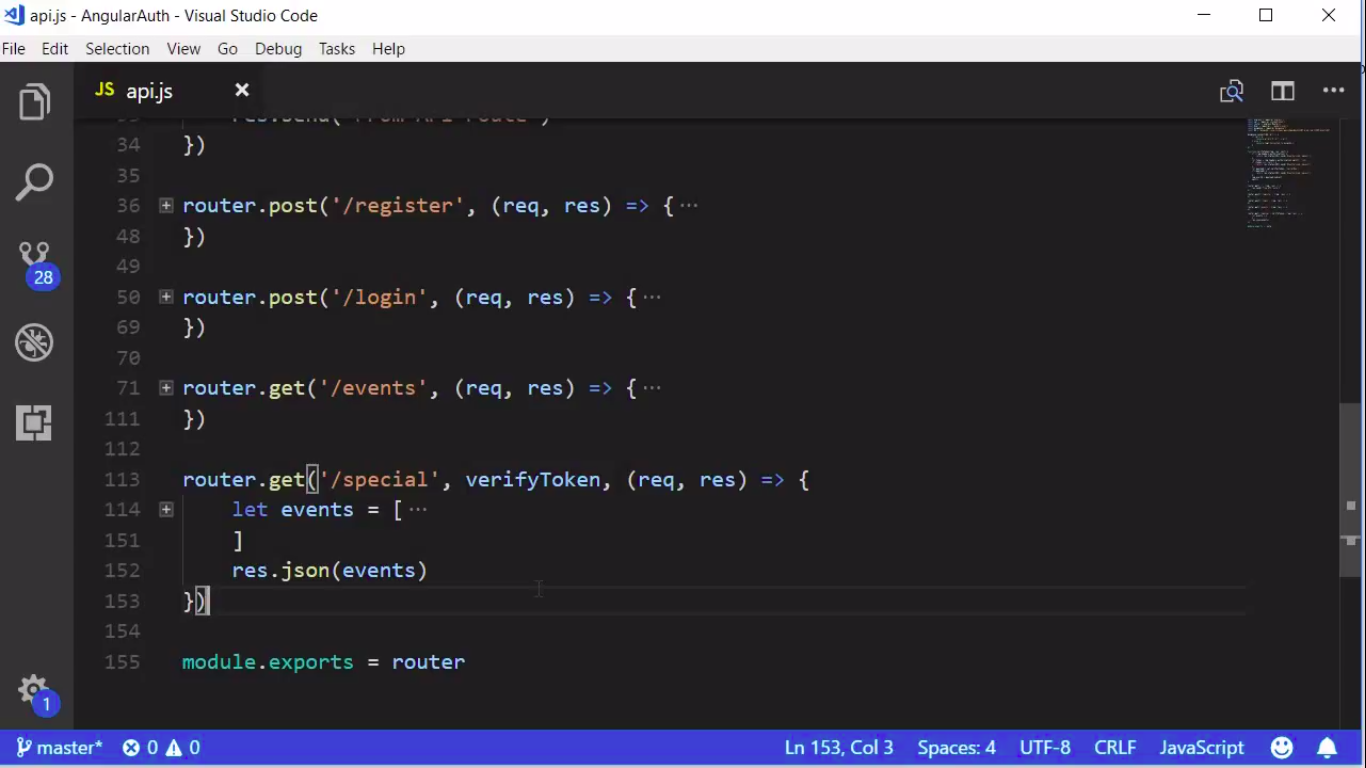 api.js - AngularAuth - Visual Studio Code
File Edit Selection View Go Debug Tasks Help
JS api.js
34 })
35
36 router.post('/register', (req, res) => {···
48 })
49
50 router.post('/login', (req, res) => {···
69 })
70
71 router.get('/events', (req, res) => {···
111 })
112
113 router.get('/special', verifyToken, (req, res) => {
114 let events = [···
151 ]
152 res.json(events)
153 })
154
155 module.exports = router
28
1
master* 0 0 Ln 153, Col 3 Spaces: 4 UTF-8 CRLF JavaScript